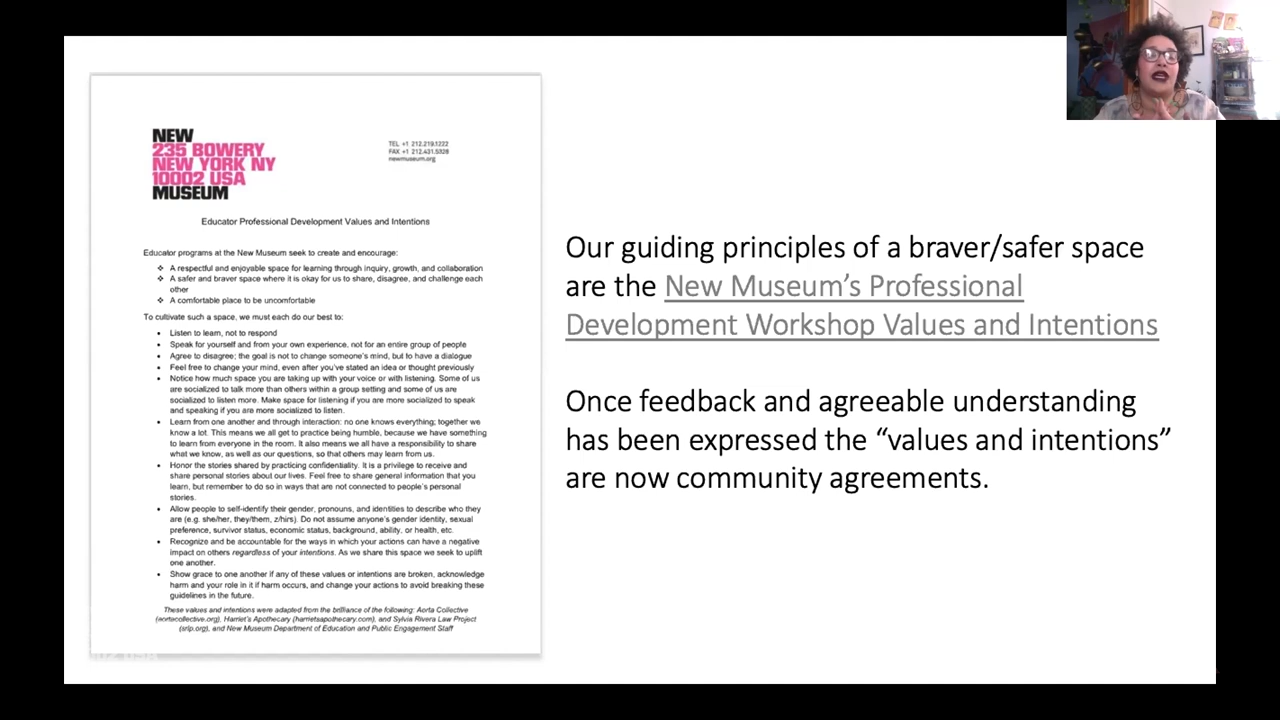 NEW
235 BOWERY
NEW YORK NY
10002 USA
MUSEUM
TEL +1 212.219.1222
FAX +1 212.431.5328
newmuseum.org
Educator Professional Development Values and Intentions
Educator programs at the New Museum seek to create and encourage:
❖ A respectful and enjoyable space for learning through inquiry, growth, and collaboration
❖ A safer and braver space where it is okay for us to share, disagree, and challenge each
other
❖ A comfortable place to be uncomfortable
To cultivate such a space, we must each do our best to:
• Listen to learn, not to respond
• Speak for yourself and from your own experience, not for an entire group of people
• Agree to disagree; the goal is not to change someone's mind, but to have a dialogue
• Feel free to change your mind, even after you've stated an idea or thought previously
• Notice how much space you are taking up with your voice or with listening. Some of us
are socialized to talk more than others within a group setting and some of us are
socialized to listen more. Make space for listening if you are more socialized to speak
and speaking if you are more socialized to listen.
• Learn from one another and through interaction: no one knows everything; together we
know a lot. This means we all get to practice being humble, because we have something
to learn from everyone in the room. It also means we all have a responsibility to share
what we know, as well as our questions, so that others may learn from us.
• Honor the stories shared by practicing confidentiality. It is a privilege to receive and
share personal stories about our lives. Feel free to share general information that you
learn, but remember to do so in ways that are not connected to people's personal
stories.
• Allow people to self-identify their gender, pronouns, and identities to describe who they
are (e.g. she/her, they/them, z/hirs). Do not assume anyone's gender identity, sexual
preference, survivor status, economic status, background, ability, or health, etc.
• Recognize and be accountable for the ways in which your actions can have a negative
impact on others regardless of your intentions. As we share this space we seek to uplift
one another.
• Show grace to one another if any of these values or intentions are broken, acknowledge
harm and your role in it if harm occurs, and change your actions to avoid breaking these
guidelines in the future.
These values and intentions were adapted from the brilliance of the following: Aorta Collective
(aortacollective.org), Harriet's Apothecary (harrietsapothecary.com), and Sylvia Rivera Law Project
(srlp.org), and New Museum Department of Education and Public Engagement Staff
Our guiding principles of a braver/safer space
are the New Museum's Professional
Development Workshop Values and Intentions
Once feedback and agreeable understanding
has been expressed the “values and intentions”
are now community agreements.